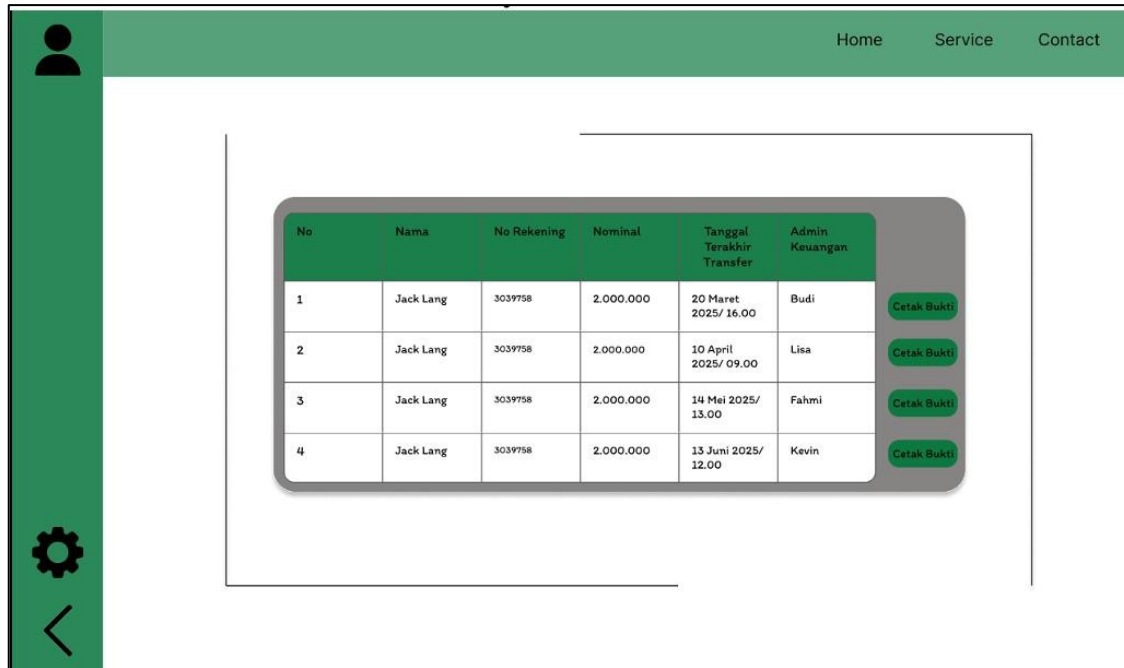 Home Service Contact
No Nama No Rekening Nominal Tanggal Terakhir Transfer Admin Keuangan
1 Jack Lang 3039758 2.000.000 20 Maret 2025/ 16.00 Budi Cetak Bukti
2 Jack Lang 3039758 2.000.000 10 April 2025/ 09.00 Lisa Cetak Bukti
3 Jack Lang 3039758 2.000.000 14 Mei 2025/ 13.00 Fahmi Cetak Bukti
4 Jack Lang 3039758 2.000.000 13 Juni 2025/ 12.00 Kevin Cetak Bukti